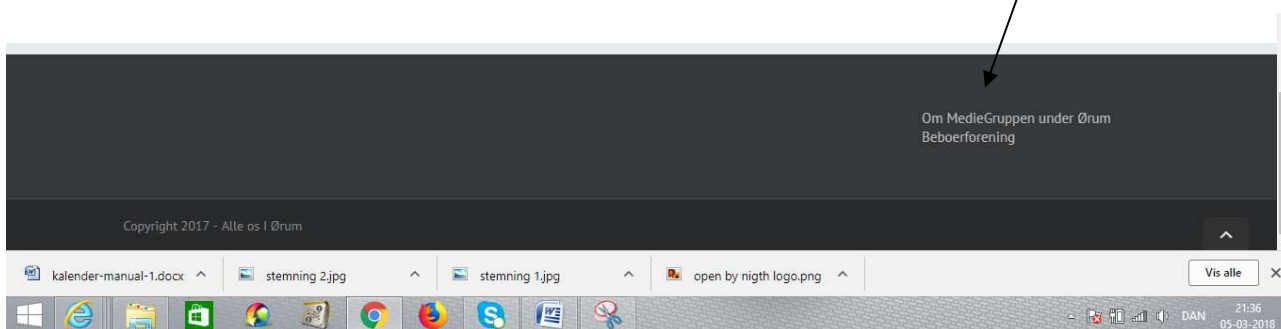 Om MedieGruppen under Ørum
Beboerforening
Copyright 2017 - Alle os I Ørum
kalender-manual-1.docx
stemning 2.jpg
stemning 1.jpg
open by nigth logo.png
Vis alle
DAN
21:36
05-03-2018